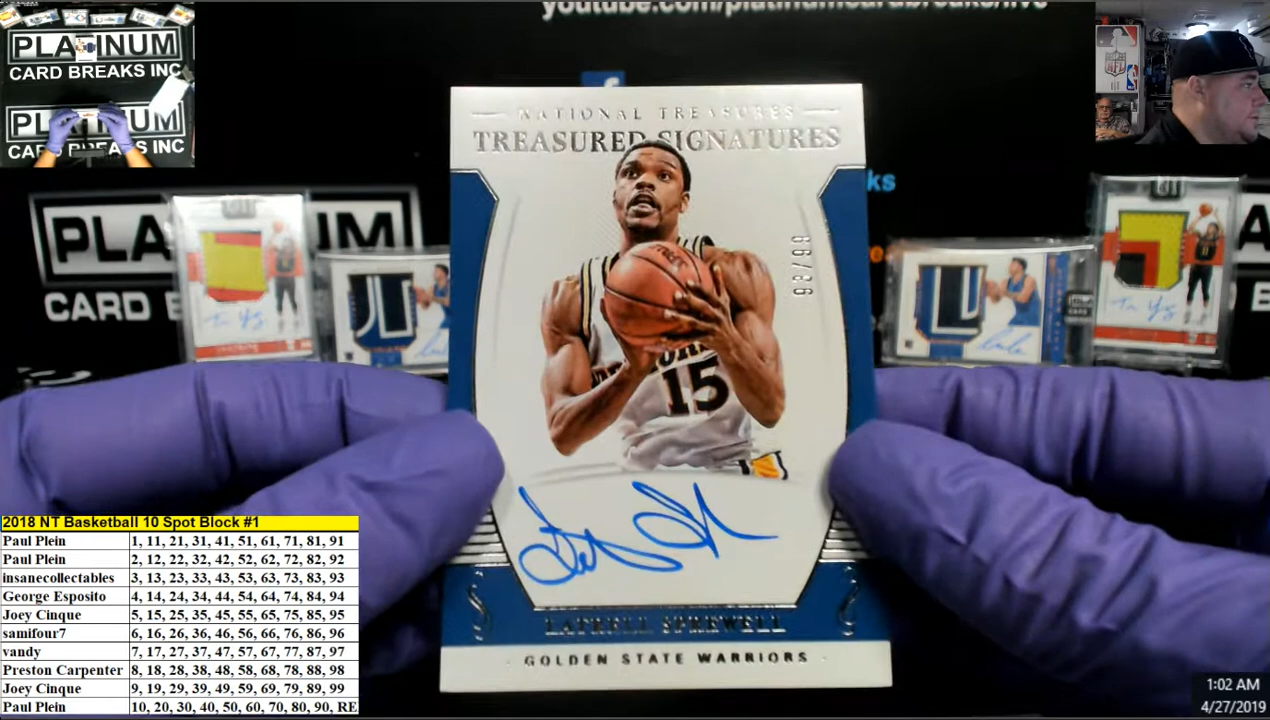 youtube.com/platinumcardbreakslive
PLATINUM
CARD BREAKS INC
PLATINUM
CARD BREAKS INC
NFL
NATIONAL TREASURES
TREASURED SIGNATURES
15
LATRELL SPREWELL
GOLDEN STATE WARRIORS
ks
PLA
CARD
2018 NT Basketball 10 Spot Block #1
Paul Plein 1, 11, 21, 31, 41, 51, 61, 71, 81, 91
Paul Plein 2, 12, 22, 32, 42, 52, 62, 72, 82, 92
insanecollectables 3, 13, 23, 33, 43, 53, 63, 73, 83, 93
George Esposito 4, 14, 24, 34, 44, 54, 64, 74, 84, 94
Joey Cinque 5, 15, 25, 35, 45, 55, 65, 75, 85, 95
samifour7 6, 16, 26, 36, 46, 56, 66, 76, 86, 96
vandy 7, 17, 27, 37, 47, 57, 67, 77, 87, 97
Preston Carpenter 8, 18, 28, 38, 48, 58, 68, 78, 88, 98
Joey Cinque 9, 19, 29, 39, 49, 59, 69, 79, 89, 99
Paul Plein 10, 20, 30, 40, 50, 60, 70, 80, 90, RE
1:02 AM
4/27/2019